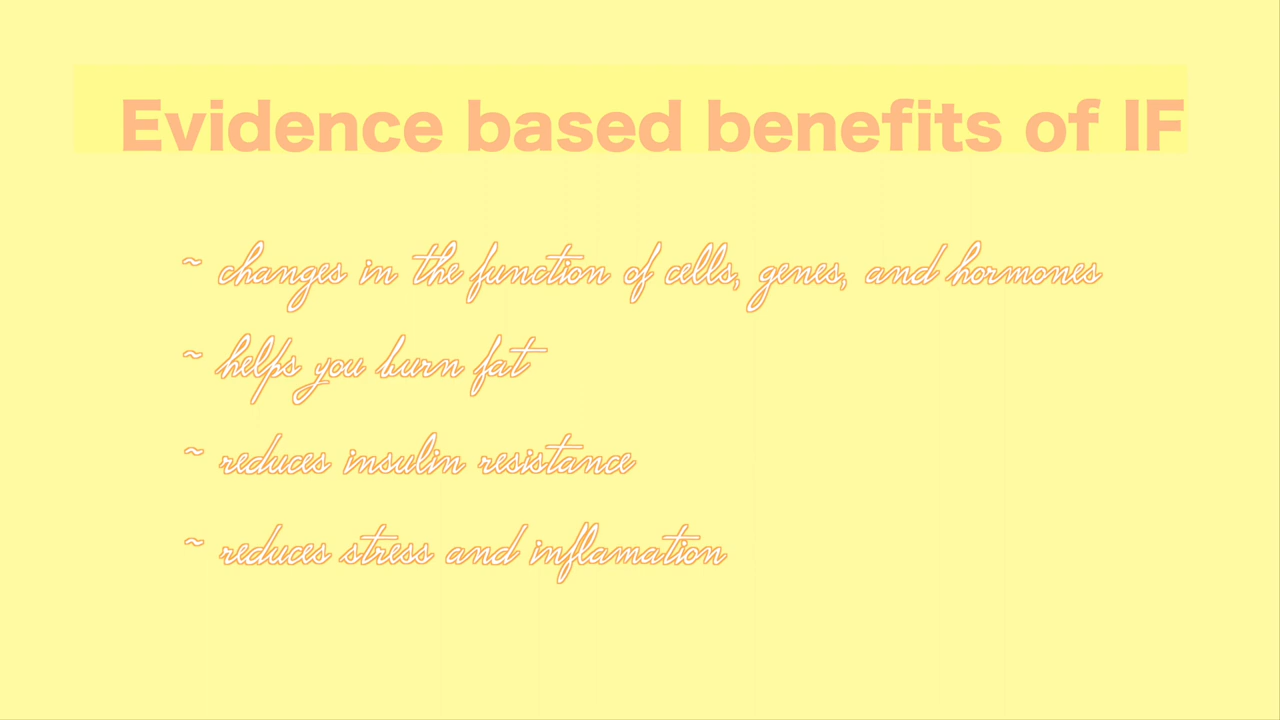 Evidence based benefits of IF
~ changes in the function of cells, genes, and hormones
~ helps you burn fat
~ reduces insulin resistance
~ reduces stress and inflamation